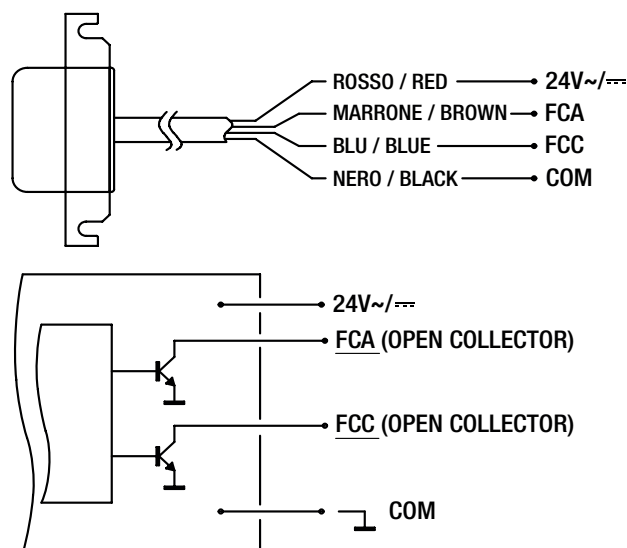 ROSSO / RED 24V~/⎓
MARRONE / BROWN FCA
BLU / BLUE FCC
NERO / BLACK COM
24V~/⎓
FCA (OPEN COLLECTOR)
FCC (OPEN COLLECTOR)
COM